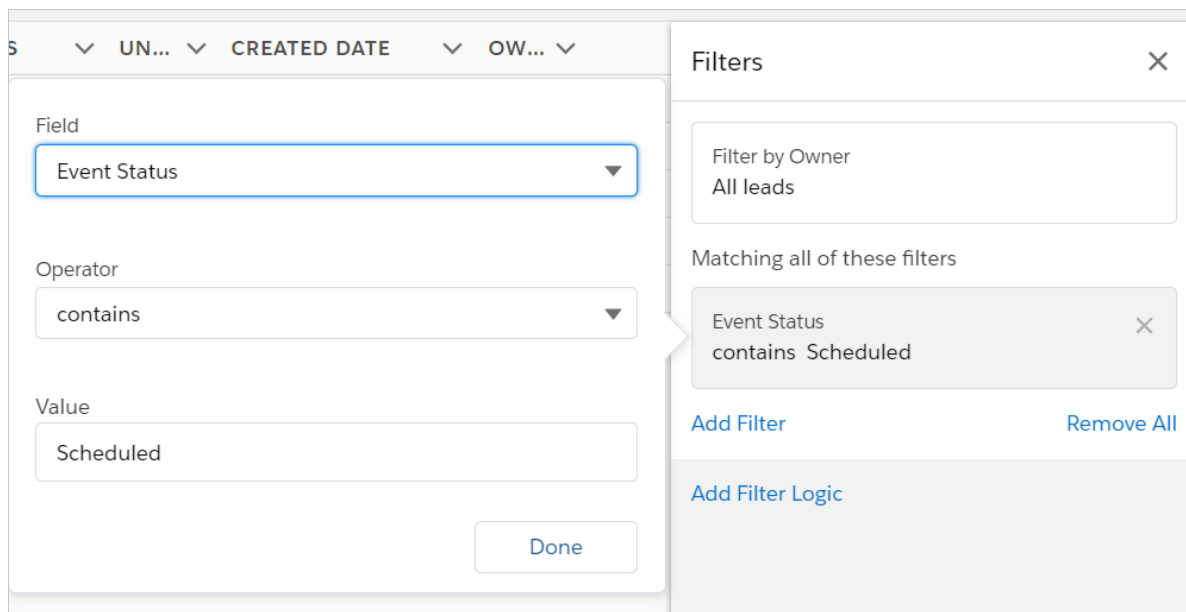 S UN... CREATED DATE OW...
Field
Event Status
Operator
contains
Value
Scheduled
Done
Filters
Filter by Owner
All leads
Matching all of these filters
Event Status
contains Scheduled
Add Filter Remove All
Add Filter Logic